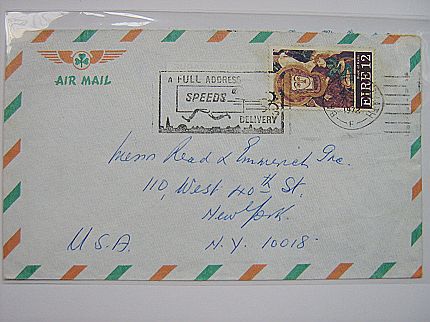 AIR MAIL
A FULL ADDRESS
SPEEDS
DELIVERY
EIRE 12
Messrs Read & Emmerich Inc.
110, West 40th St.
New York.
U.S.A. N.Y. 10018.